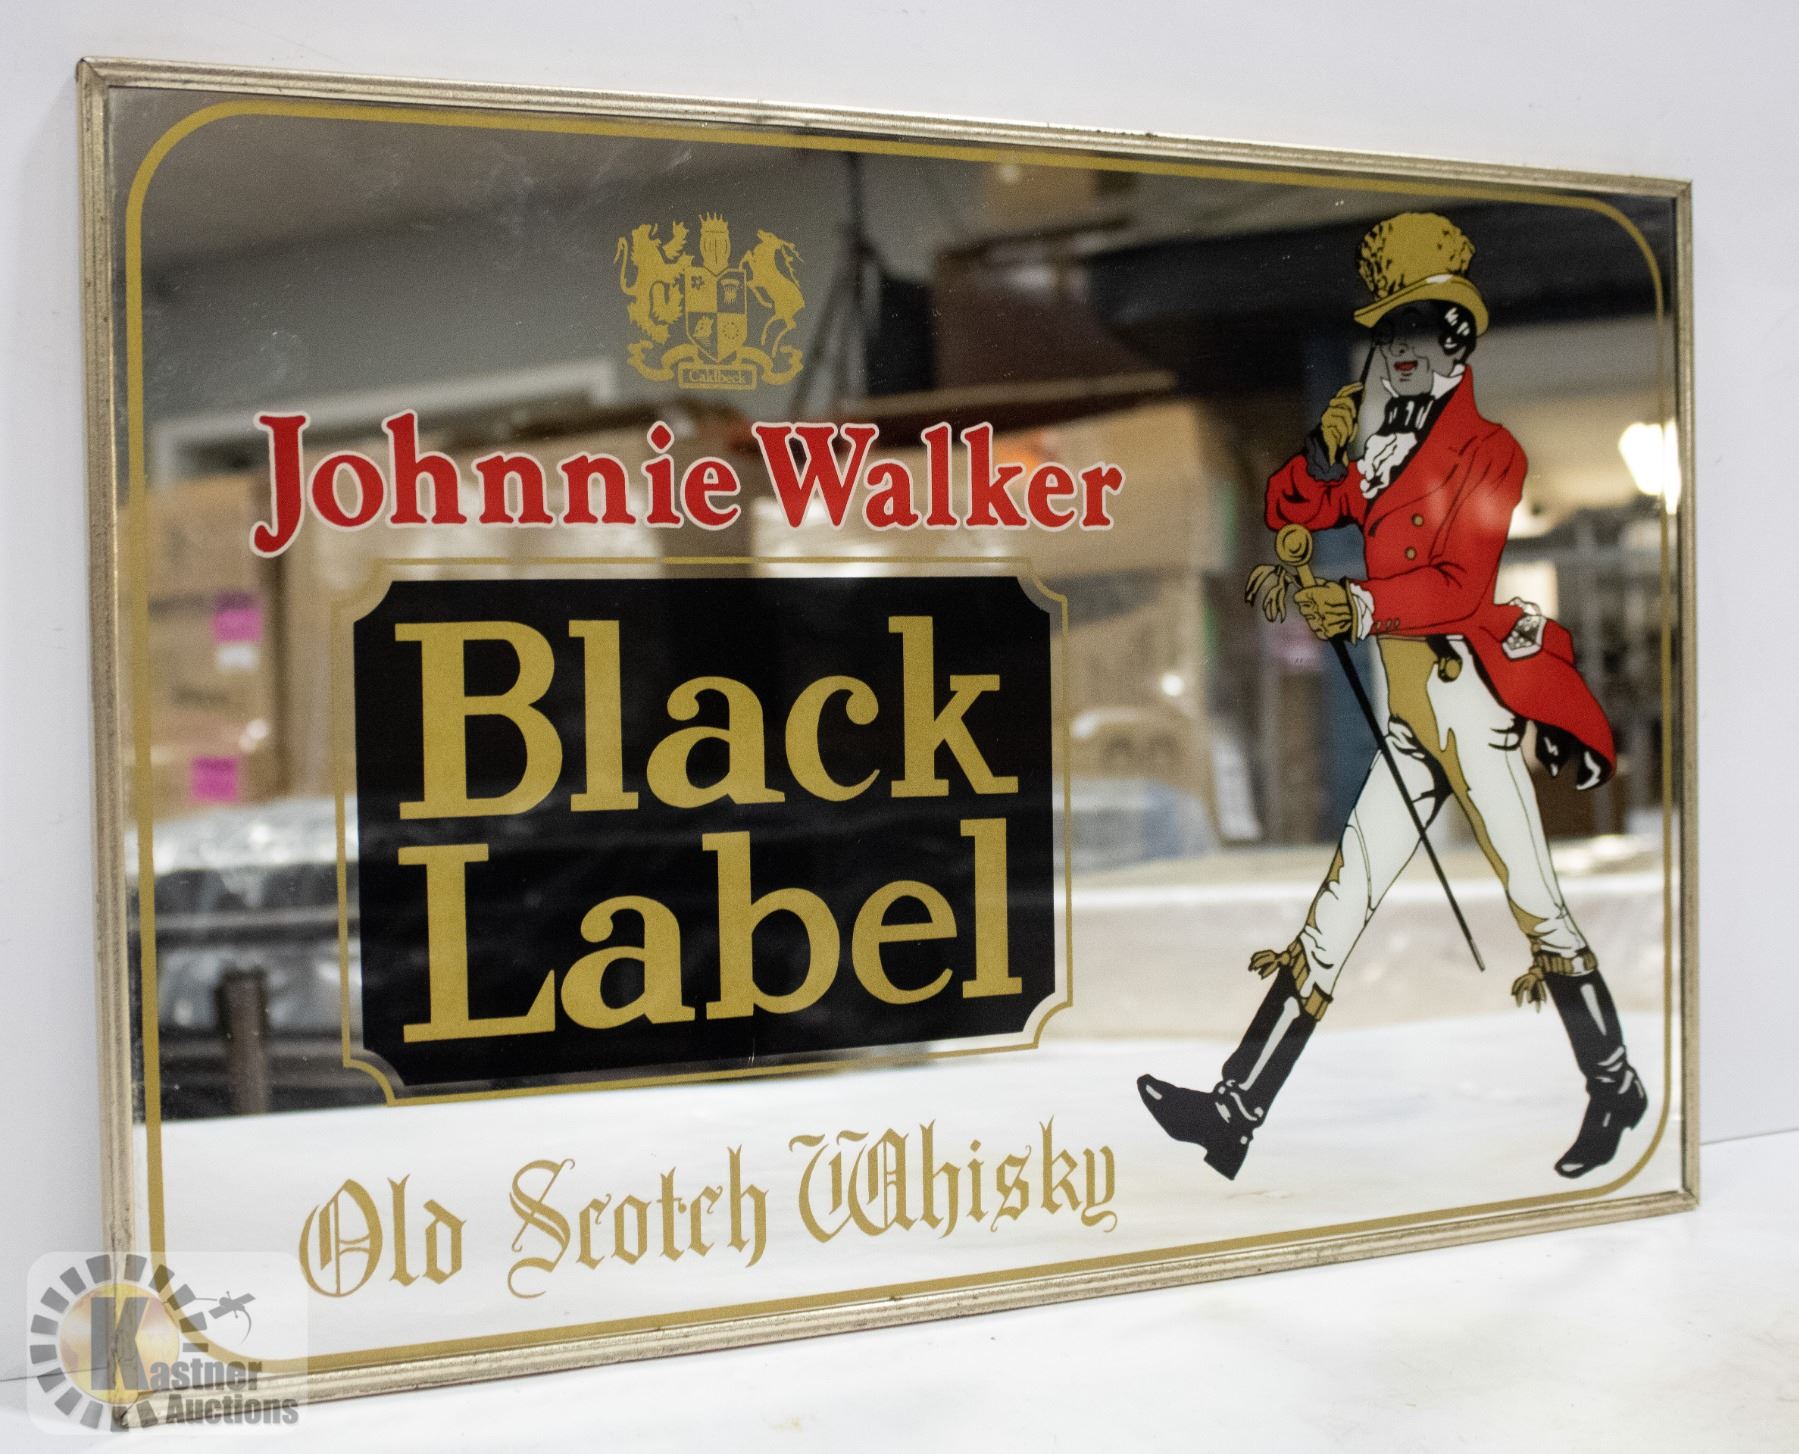 Caldbeck
Johnnie Walker
Black
Label
Old Scotch Whisky
Kastner
Auctions